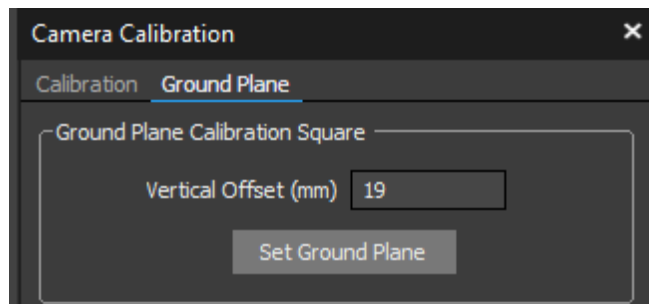 Camera Calibration
Calibration Ground Plane
Ground Plane Calibration Square
Vertical Offset (mm) 19
Set Ground Plane